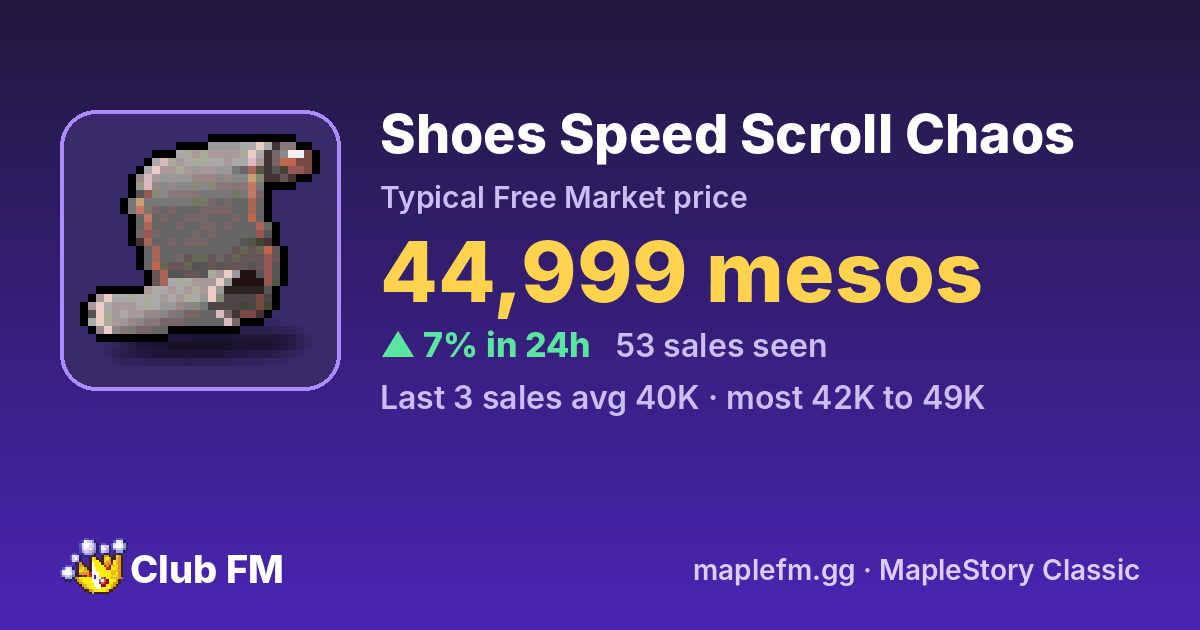 Shoes Speed Scroll Chaos
Typical Free Market price
44,999 mesos
▲ 7% in 24h 53 sales seen
Last 3 sales avg 40K · most 42K to 49K
Club FM
maplefm.gg · MapleStory Classic